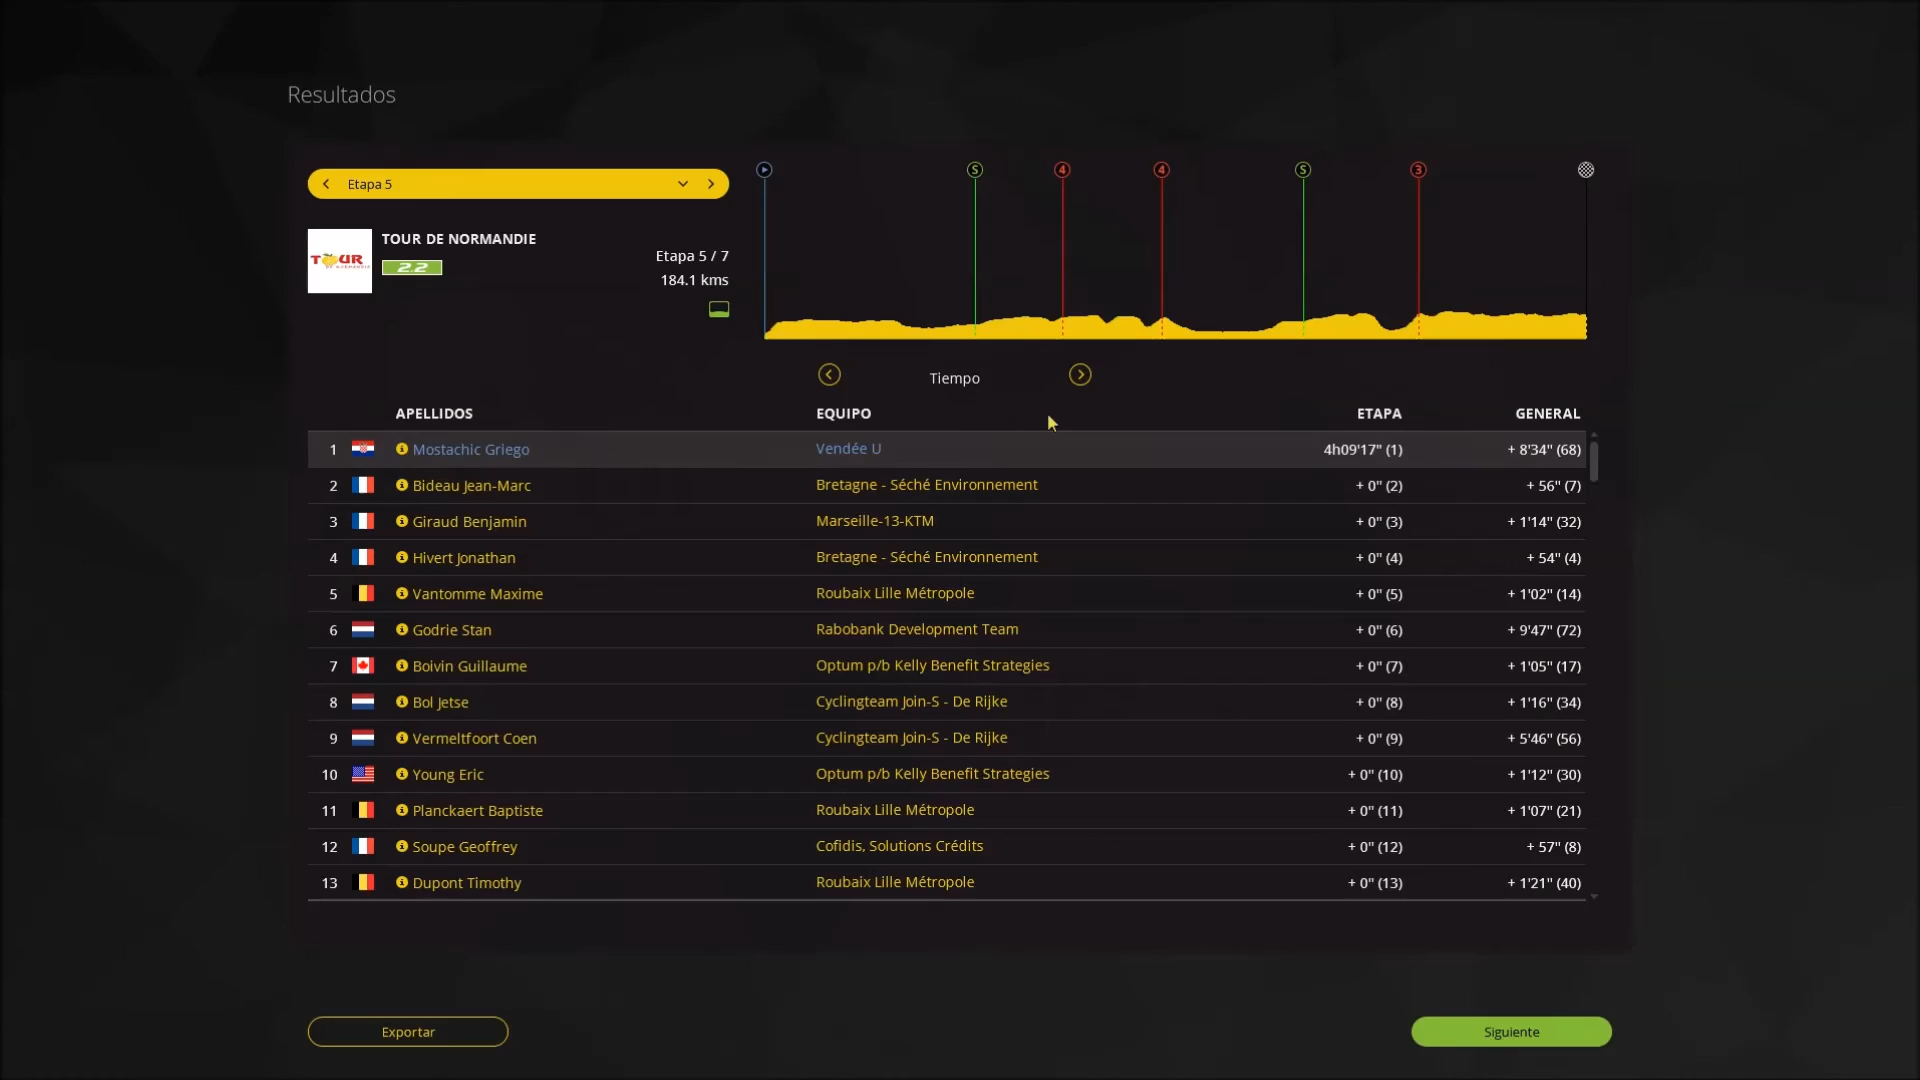 Resultados
Etapa 5
S 4 4 S 3
TOUR DE NORMANDIE
2.2
Etapa 5 / 7
184.1 kms
TOUR
Tiempo
APELLIDOS EQUIPO ETAPA GENERAL
1 Mostachic Griego Vendée U 4h09'17" (1) + 8'34" (68)
2 Bideau Jean-Marc Bretagne - Séché Environnement + 0" (2) + 56" (7)
3 Giraud Benjamin Marseille-13-KTM + 0" (3) + 1'14" (32)
4 Hivert Jonathan Bretagne - Séché Environnement + 0" (4) + 54" (4)
5 Vantomme Maxime Roubaix Lille Métropole + 0" (5) + 1'02" (14)
6 Godrie Stan Rabobank Development Team + 0" (6) + 9'47" (72)
7 Boivin Guillaume Optum p/b Kelly Benefit Strategies + 0" (7) + 1'05" (17)
8 Bol Jetse Cyclingteam Join-S - De Rijke + 0" (8) + 1'16" (34)
9 Vermeltfoort Coen Cyclingteam Join-S - De Rijke + 0" (9) + 5'46" (56)
10 Young Eric Optum p/b Kelly Benefit Strategies + 0" (10) + 1'12" (30)
11 Planckaert Baptiste Roubaix Lille Métropole + 0" (11) + 1'07" (21)
12 Soupe Geoffrey Cofidis, Solutions Crédits + 0" (12) + 57" (8)
13 Dupont Timothy Roubaix Lille Métropole + 0" (13) + 1'21" (40)
Exportar Siguiente